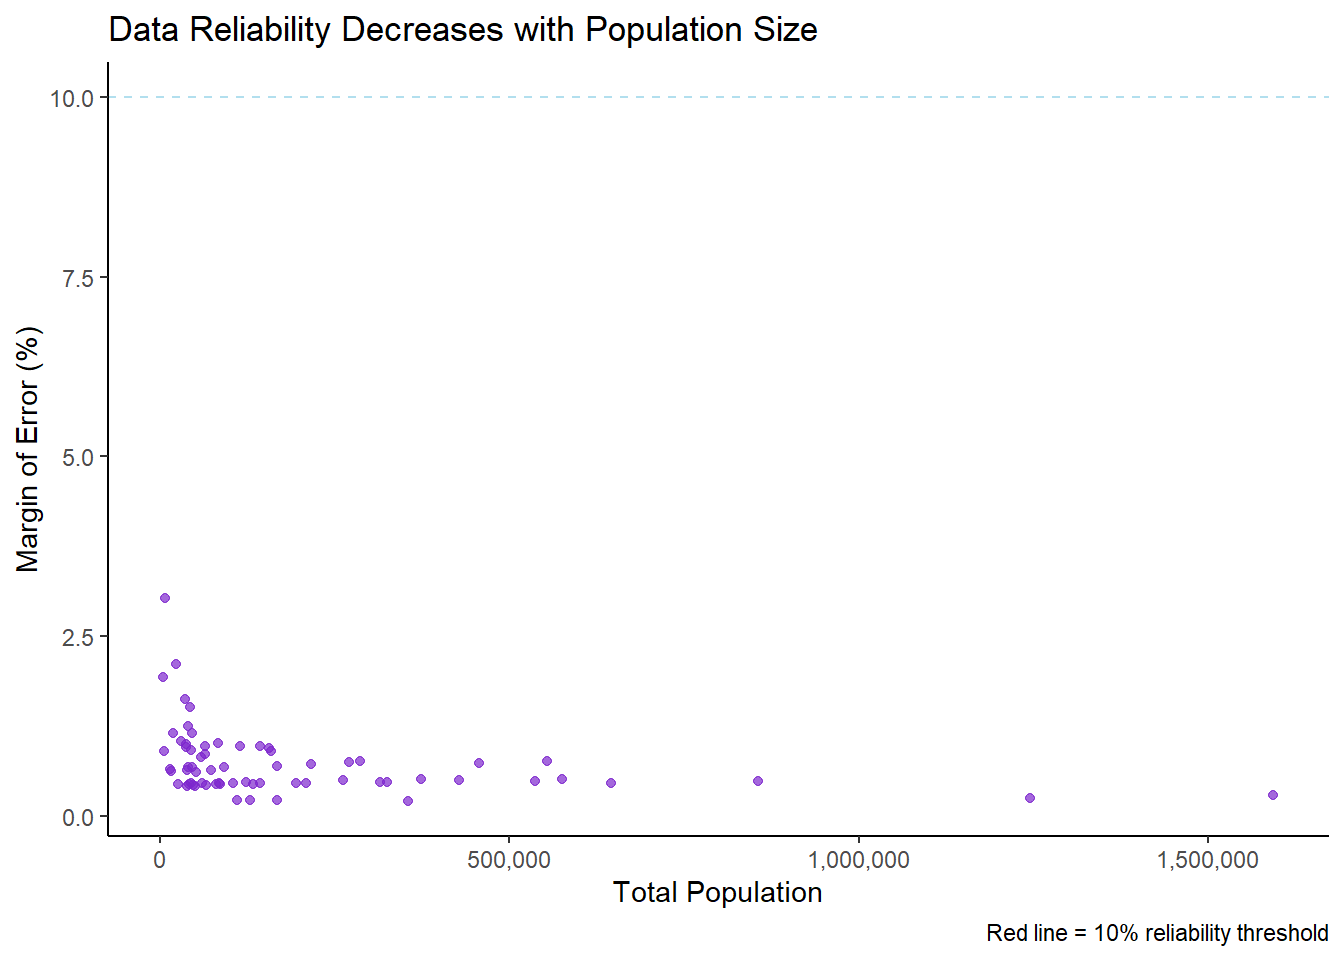 Data Reliability Decreases with Population Size
Margin of Error (%)
10.0
7.5
5.0
2.5
0.0
0
500,000
1,000,000
1,500,000
Total Population
Red line = 10% reliability threshold